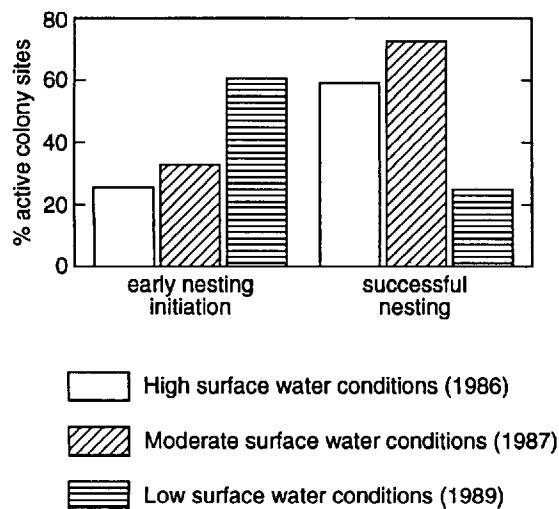 80
60
40
20
0
% active colony sites
early nesting
initiation
successful
nesting
High surface water conditions (1986)
Moderate surface water conditions (1987)
Low surface water conditions (1989)